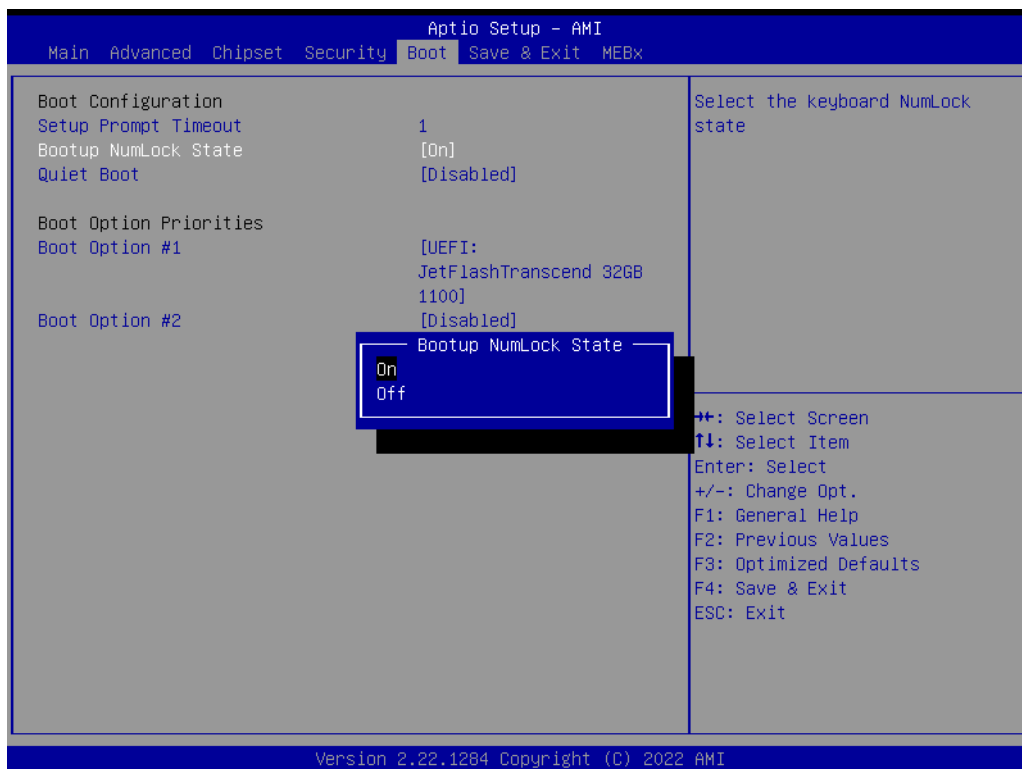 Aptio Setup – AMI
Main Advanced Chipset Security Boot Save & Exit MEBx
Boot Configuration
Setup Prompt Timeout 1
Bootup NumLock State [On]
Quiet Boot [Disabled]
Boot Option Priorities
Boot Option #1 [UEFI:
JetFlashTranscend 32GB
1100]
Boot Option #2 [Disabled]
Bootup NumLock State
On
Off
Select the keyboard NumLock
state
→←: Select Screen
↑↓: Select Item
Enter: Select
+/-: Change Opt.
F1: General Help
F2: Previous Values
F3: Optimized Defaults
F4: Save & Exit
ESC: Exit
Version 2.22.1284 Copyright (C) 2022 AMI